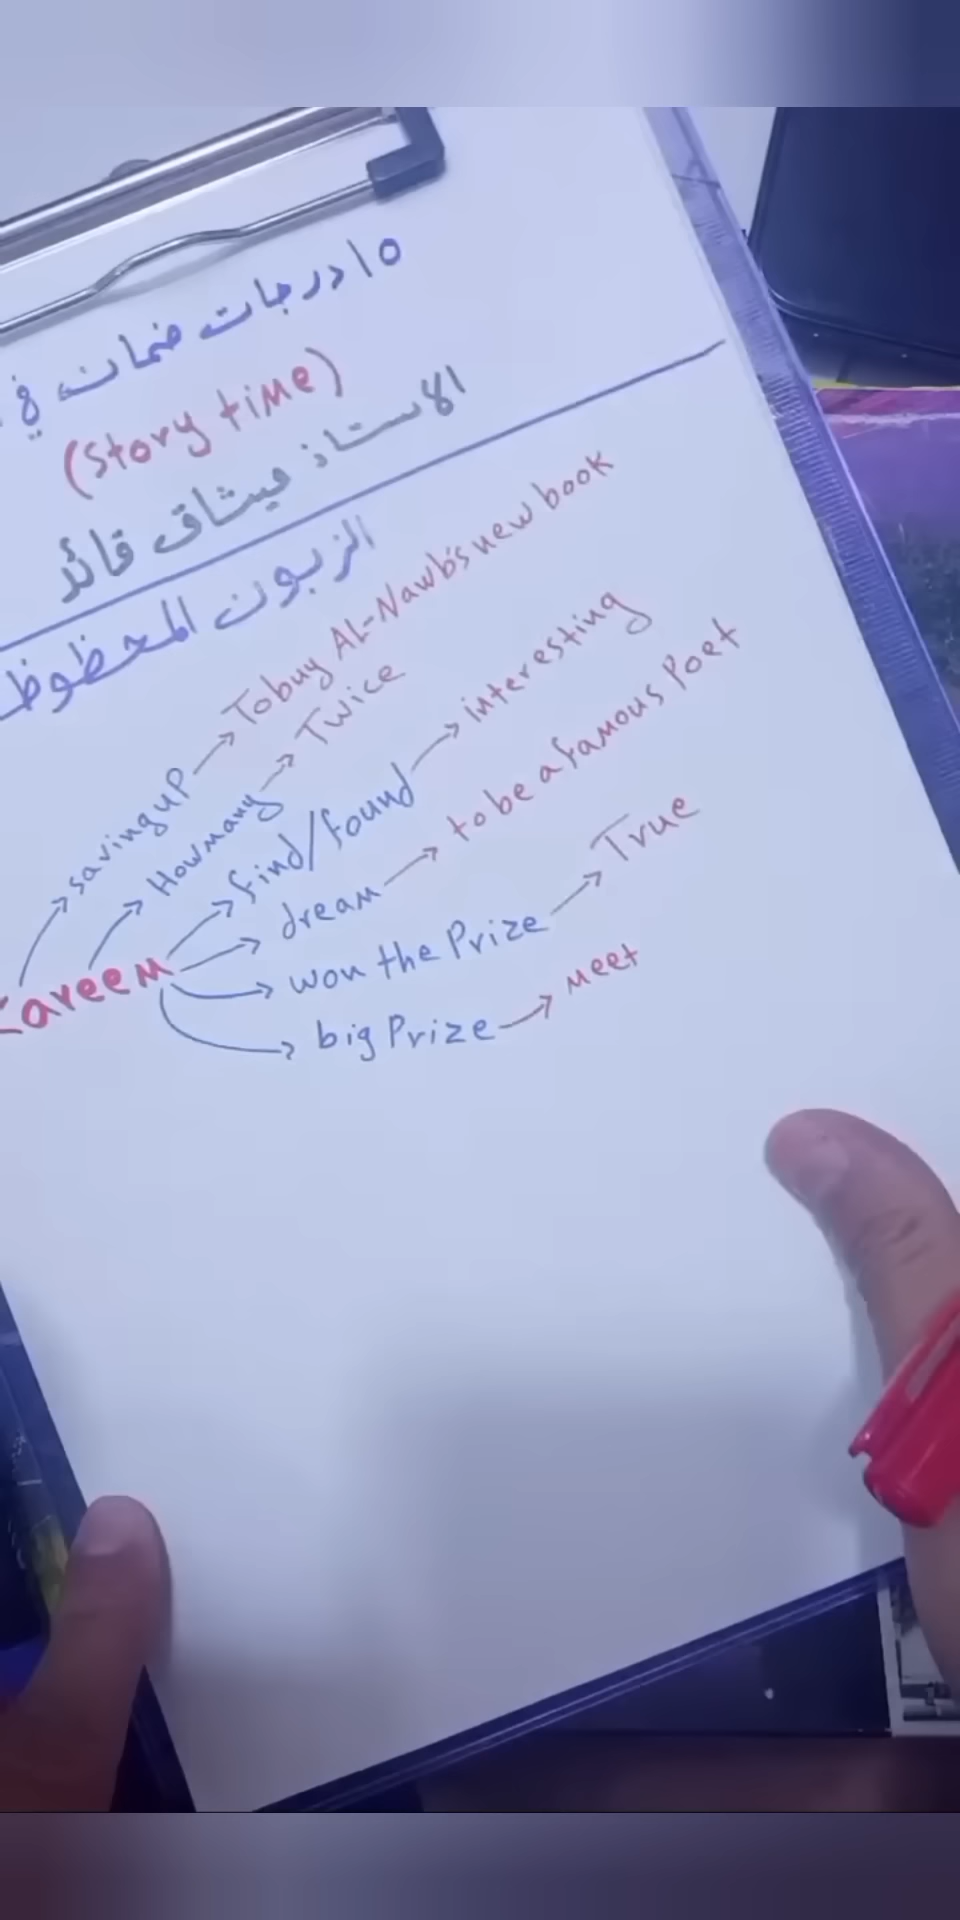 ١٥ درجات ضمان في
(Story time)
الاستاذ ميثاق قائد
الزبون المحظوظ
saving up → To buy AL-Nawb's new book
How many → Twice
find/found → interesting
dream → to be a famous Poet
Kareem
won the Prize → True
big Prize → meet